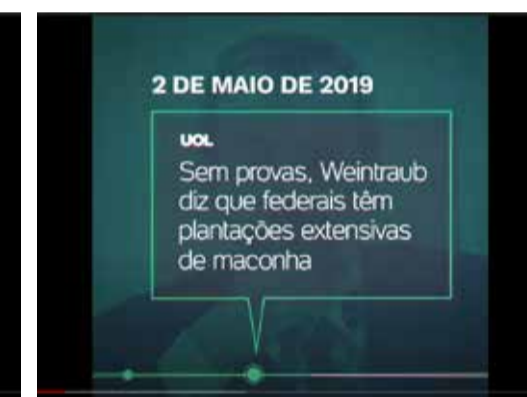 2 DE MAIO DE 2019
UOL
Sem provas, Weintraub
diz que federais têm
plantações extensivas
de maconha